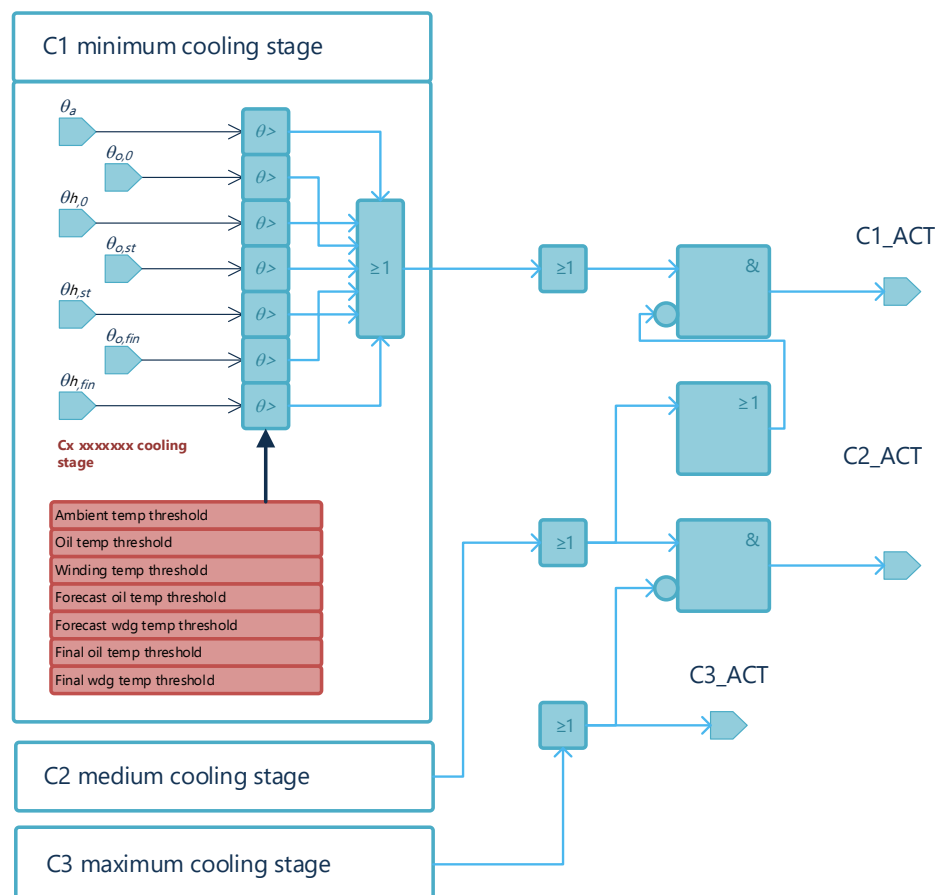 C1 minimum cooling stage
θa
θ>
θo,0
θ>
θh,0
θ>
θo,st
θ>
≥1
θh,st
θ>
θo,fin
θ>
θh,fin
θ>
Cx xxxxxxx cooling
stage
Ambient temp threshold
Oil temp threshold
Winding temp threshold
Forecast oil temp threshold
Forecast wdg temp threshold
Final oil temp threshold
Final wdg temp threshold
≥1
&
C1_ACT
≥1
C2_ACT
≥1
&
C3_ACT
≥1
C2 medium cooling stage
C3 maximum cooling stage